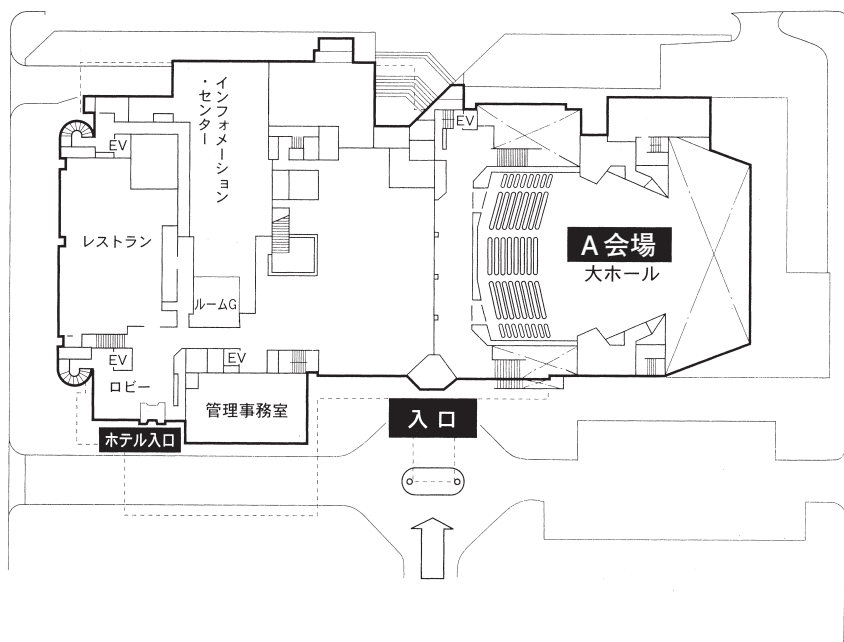 インフォメーション
・センター
EV
EV
レストラン
A会場
大ホール
ルームG
EV
EV
ロビー
管理事務室
入口
ホテル入口